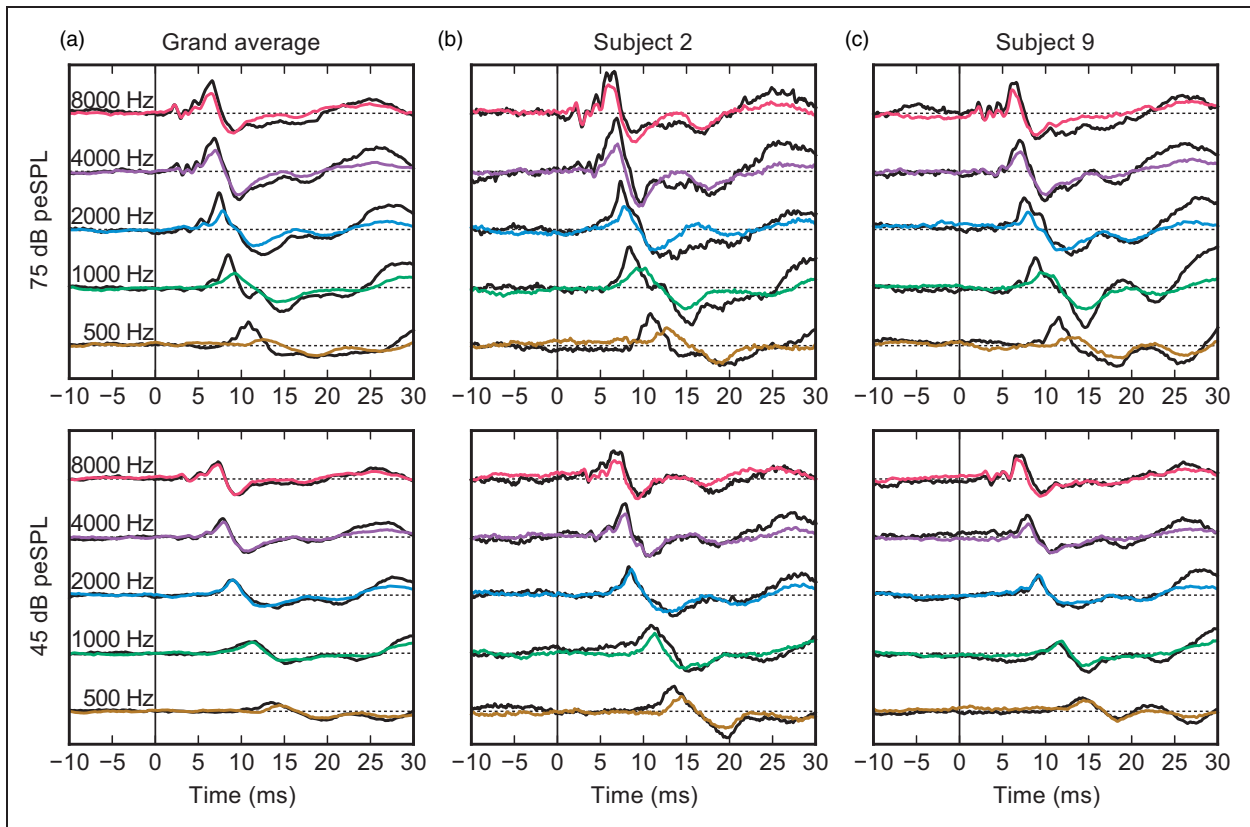 (a) Grand average (b) Subject 2 (c) Subject 9
75 dB peSPL
8000 Hz
4000 Hz
2000 Hz
1000 Hz
500 Hz
−10 −5 0 5 10 15 20 25 30 −10 −5 0 5 10 15 20 25 30 −10 −5 0 5 10 15 20 25 30
45 dB peSPL
8000 Hz
4000 Hz
2000 Hz
1000 Hz
500 Hz
−10 −5 0 5 10 15 20 25 30 −10 −5 0 5 10 15 20 25 30 −10 −5 0 5 10 15 20 25 30
Time (ms) Time (ms) Time (ms)